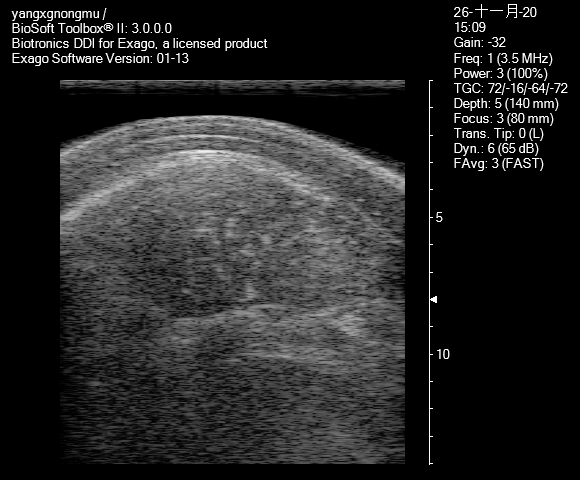 yangxgnongmu /
BioSoft Toolbox® II: 3.0.0.0
Biotronics DDI for Exago, a licensed product
Exago Software Version: 01-13
26-十一月-20
15:09
Gain: -32
Freq: 1 (3.5 MHz)
Power: 3 (100%)
TGC: 72/-16/-64/-72
Depth: 5 (140 mm)
Focus: 3 (80 mm)
Trans. Tip: 0 (L)
Dyn.: 6 (65 dB)
FAvg: 3 (FAST)
5
10